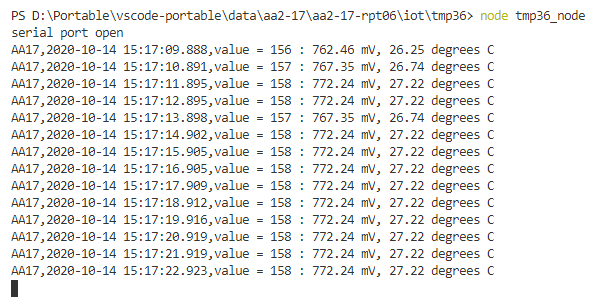 PS D:\Portable\vscode-portable\data\aa2-17\aa2-17-rpt06\iot\tmp36> node tmp36_node
serial port open
AA17,2020-10-14 15:17:09.888,value = 156 : 762.46 mV, 26.25 degrees C
AA17,2020-10-14 15:17:10.891,value = 157 : 767.35 mV, 26.74 degrees C
AA17,2020-10-14 15:17:11.895,value = 158 : 772.24 mV, 27.22 degrees C
AA17,2020-10-14 15:17:12.895,value = 158 : 772.24 mV, 27.22 degrees C
AA17,2020-10-14 15:17:13.898,value = 157 : 767.35 mV, 26.74 degrees C
AA17,2020-10-14 15:17:14.902,value = 158 : 772.24 mV, 27.22 degrees C
AA17,2020-10-14 15:17:15.905,value = 158 : 772.24 mV, 27.22 degrees C
AA17,2020-10-14 15:17:16.905,value = 158 : 772.24 mV, 27.22 degrees C
AA17,2020-10-14 15:17:17.909,value = 158 : 772.24 mV, 27.22 degrees C
AA17,2020-10-14 15:17:18.912,value = 158 : 772.24 mV, 27.22 degrees C
AA17,2020-10-14 15:17:19.916,value = 158 : 772.24 mV, 27.22 degrees C
AA17,2020-10-14 15:17:20.919,value = 158 : 772.24 mV, 27.22 degrees C
AA17,2020-10-14 15:17:21.919,value = 158 : 772.24 mV, 27.22 degrees C
AA17,2020-10-14 15:17:22.923,value = 158 : 772.24 mV, 27.22 degrees C